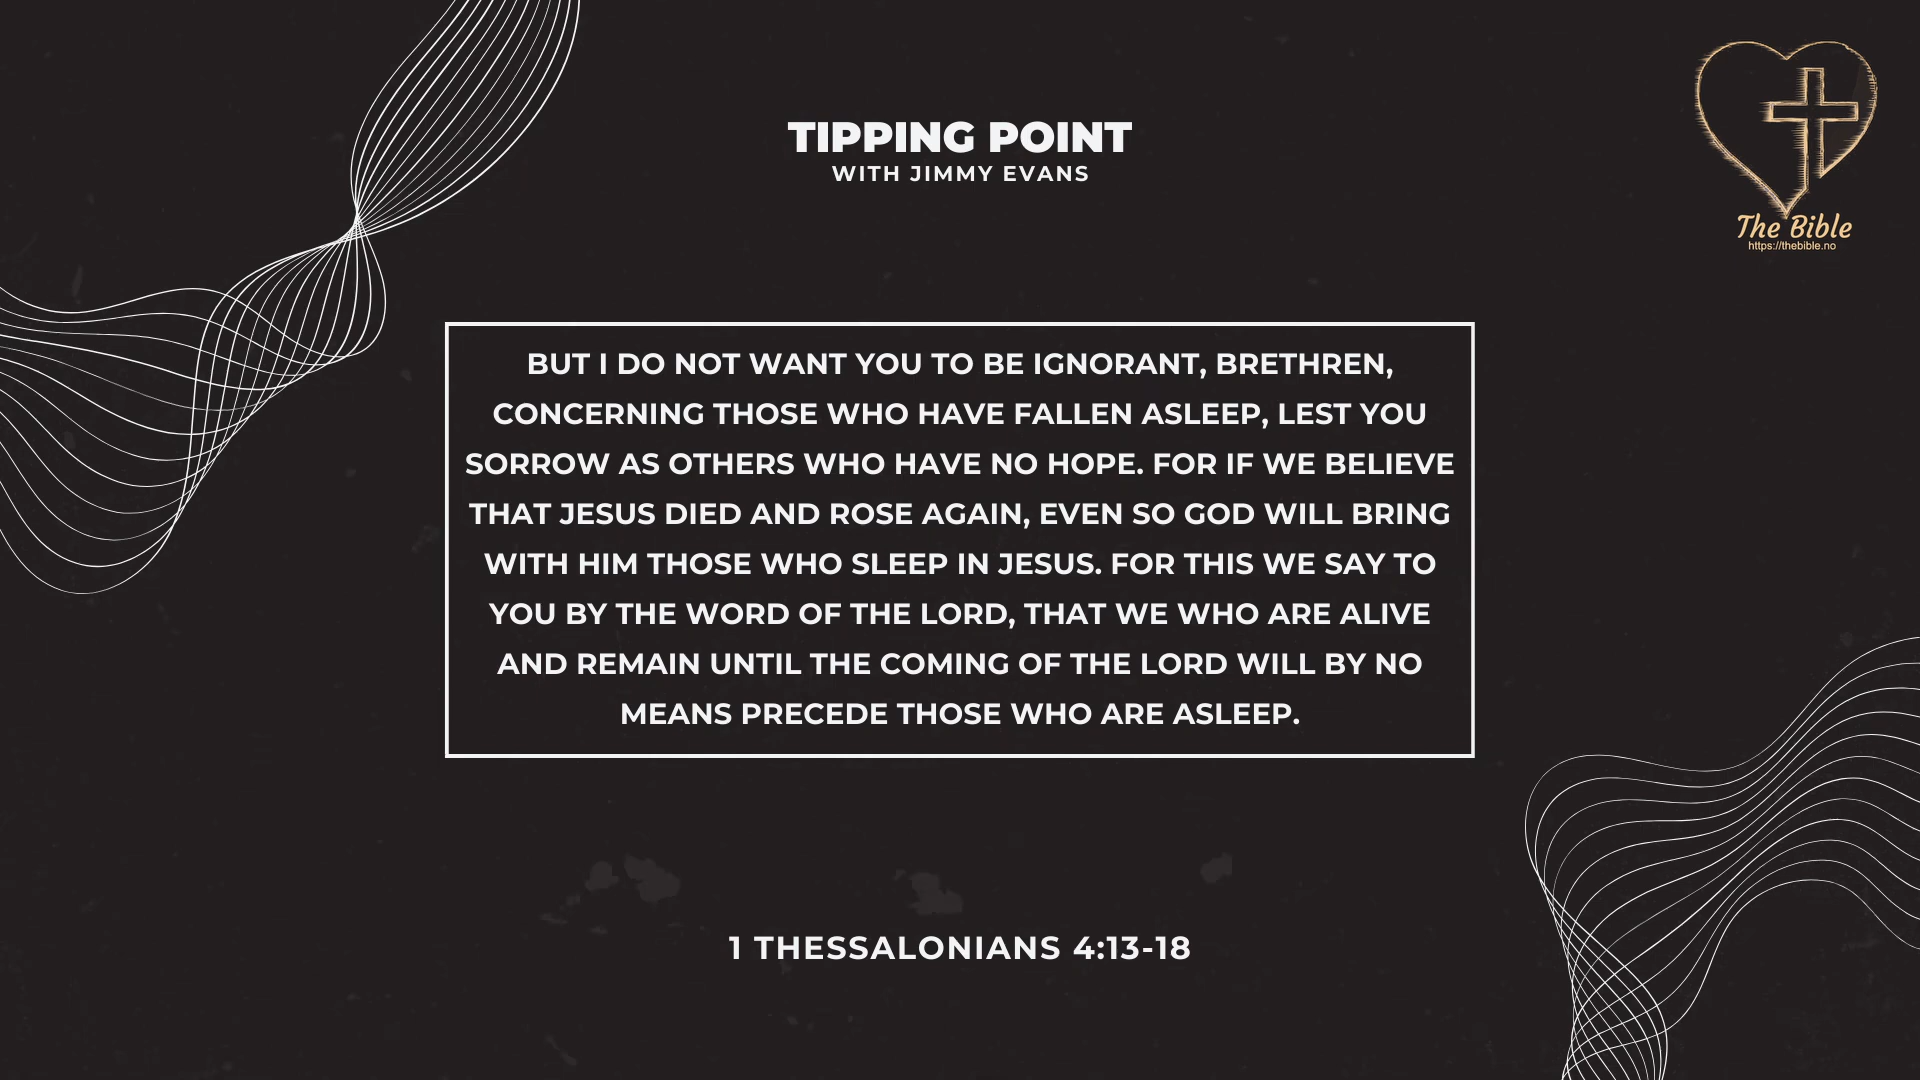 TIPPING POINT
WITH JIMMY EVANS
The Bible
https://thebible.no
BUT I DO NOT WANT YOU TO BE IGNORANT, BRETHREN,
CONCERNING THOSE WHO HAVE FALLEN ASLEEP, LEST YOU
SORROW AS OTHERS WHO HAVE NO HOPE. FOR IF WE BELIEVE
THAT JESUS DIED AND ROSE AGAIN, EVEN SO GOD WILL BRING
WITH HIM THOSE WHO SLEEP IN JESUS. FOR THIS WE SAY TO
YOU BY THE WORD OF THE LORD, THAT WE WHO ARE ALIVE
AND REMAIN UNTIL THE COMING OF THE LORD WILL BY NO
MEANS PRECEDE THOSE WHO ARE ASLEEP.
1 THESSALONIANS 4:13-18